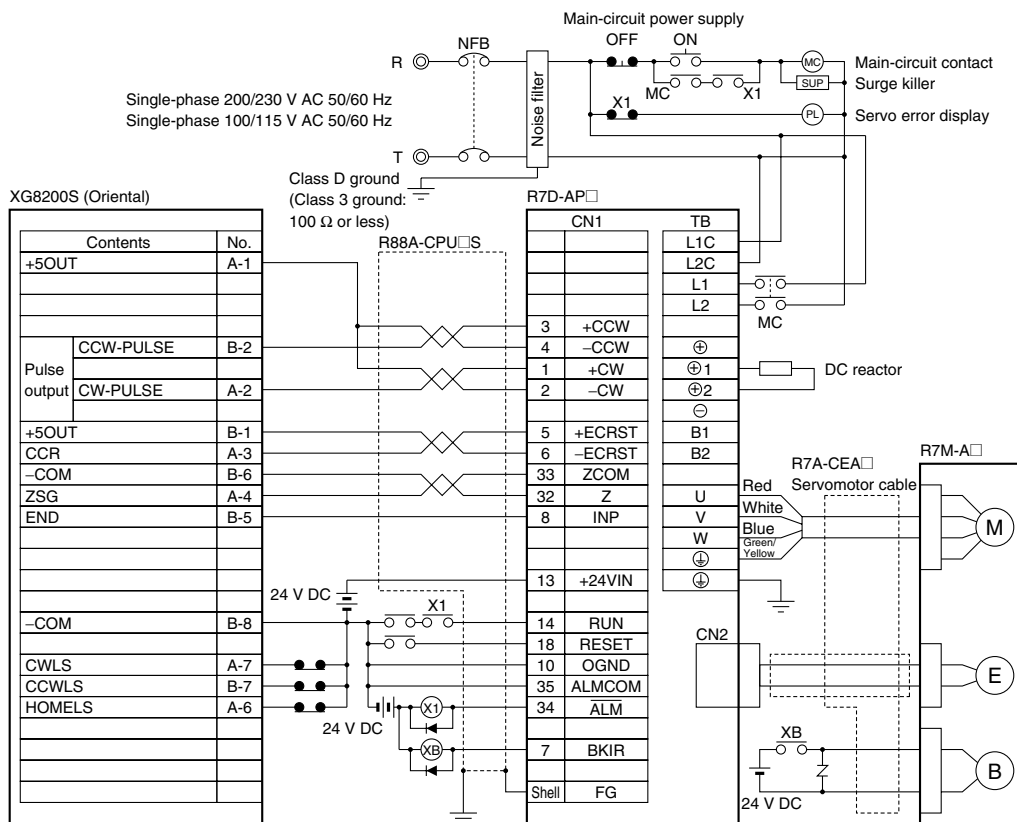 Main-circuit power supply
NFB OFF ON
R MC Main-circuit contact
SUP Surge killer
MC X1
X1
PL Servo error display
Single-phase 200/230 V AC 50/60 Hz
Single-phase 100/115 V AC 50/60 Hz
Noise filter
T
Class D ground
(Class 3 ground:
100 Ω or less)
XG8200S (Oriental)
R7D-AP□
R88A-CPU□S
Contents No.
+5OUT A-1
Pulse output
CCW-PULSE B-2
CW-PULSE A-2
+5OUT B-1
CCR A-3
−COM B-6
ZSG A-4
END B-5
−COM B-8
CWLS A-7
CCWLS B-7
HOMELS A-6
24 V DC
X1
24 V DC
X1
XB
CN1
3 +CCW
4 −CCW
1 +CW
2 −CW
5 +ECRST
6 −ECRST
33 ZCOM
32 Z
8 INP
13 +24VIN
14 RUN
18 RESET
10 OGND
35 ALMCOM
34 A̅L̅M̅
7 BKIR
Shell FG
TB
L1C
L2C
L1
L2
MC
⊕
⊕1
⊕2
⊖
DC reactor
B1
B2
U
V
W
Red
White
Blue
Green/
Yellow
R7A-CEA□
Servomotor cable
R7M-A□
M
CN2
E
XB
24 V DC
B